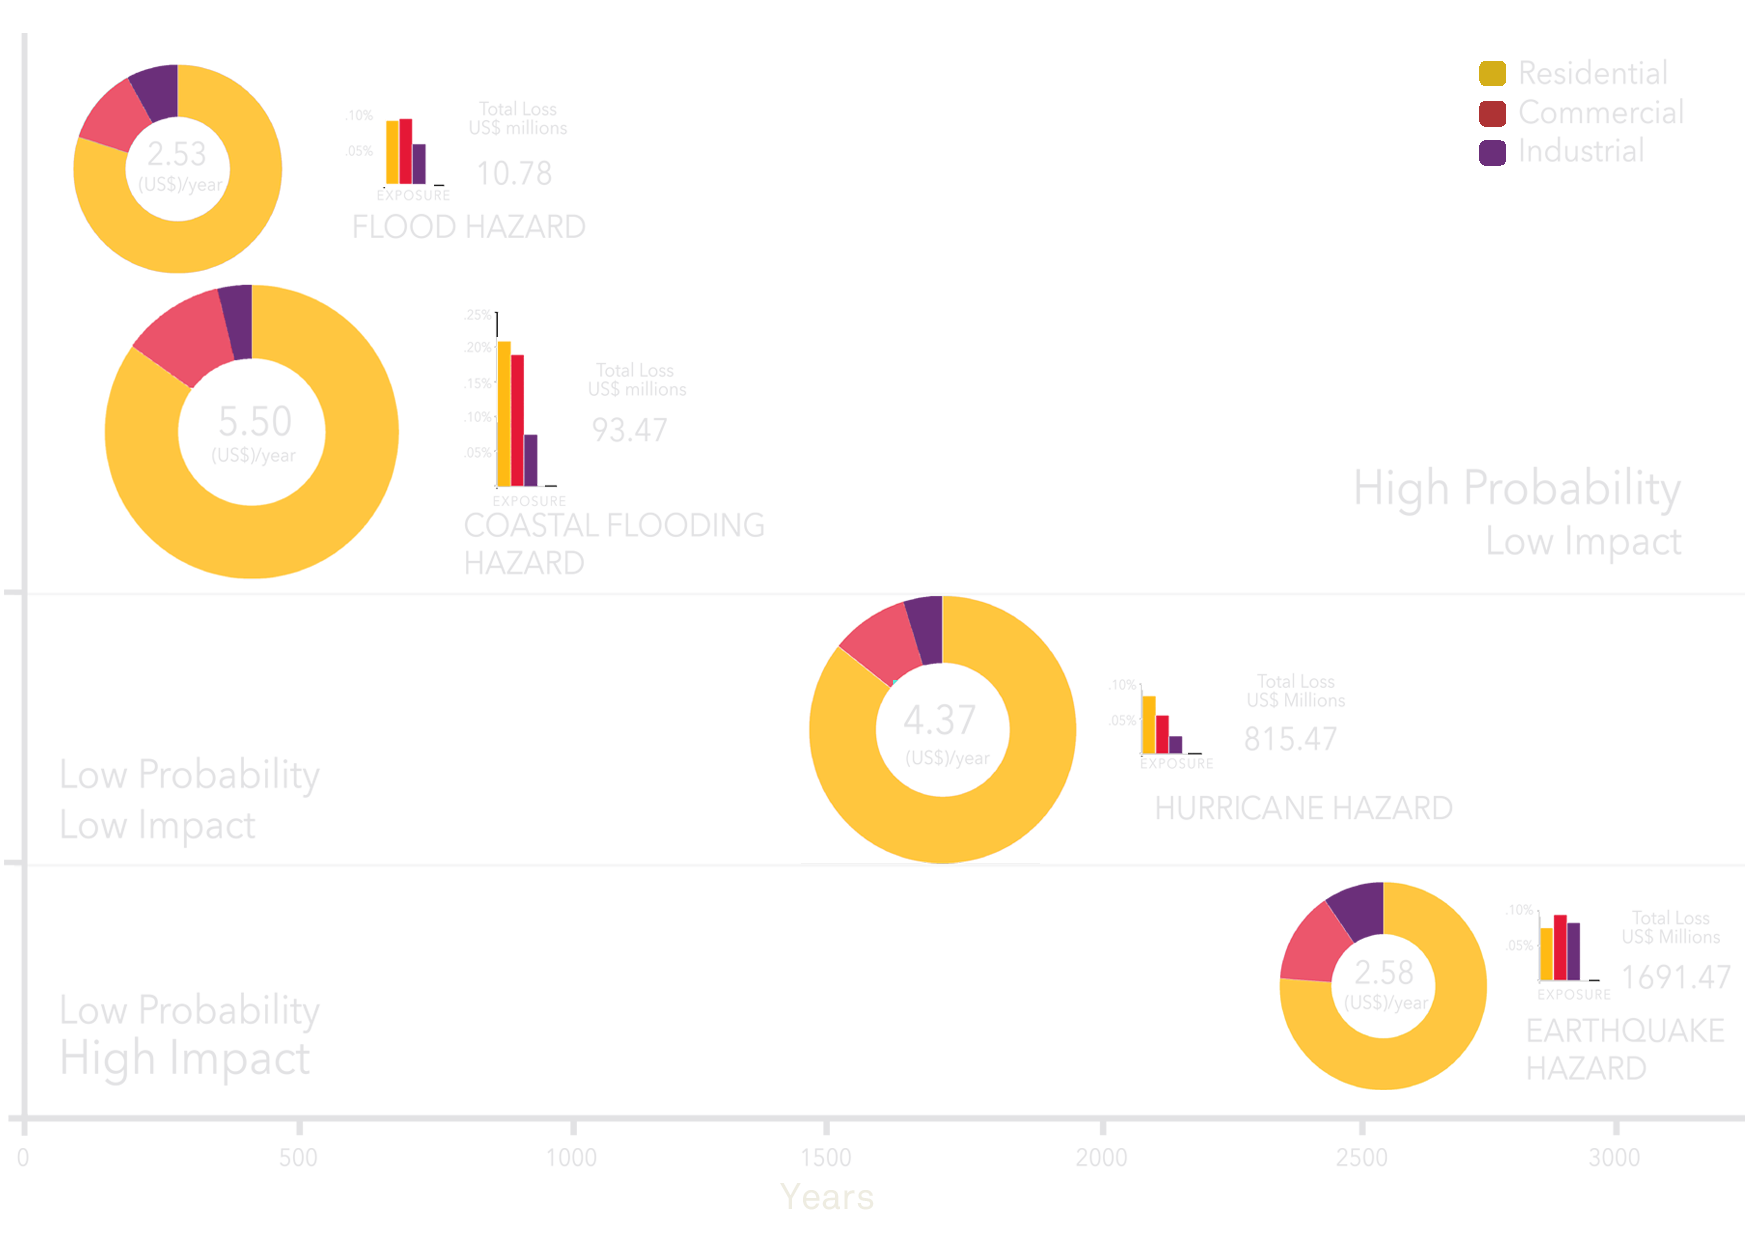 Residential
Commercial
Industrial
2.53
(US$)/year
.10%
.05%
EXPOSURE
Total Loss
US$ millions
10.78
FLOOD HAZARD
5.50
(US$)/year
.25%
.20%
.15%
.10%
.05%
EXPOSURE
Total Loss
US$ millions
93.47
COASTAL FLOODING
HAZARD
High Probability
Low Impact
4.37
(US$)/year
.10%
.05%
EXPOSURE
Total Loss
US$ Millions
815.47
HURRICANE HAZARD
Low Probability
Low Impact
2.58
(US$)/year
.10%
.05%
EXPOSURE
Total Loss
US$ Millions
1691.47
EARTHQUAKE
HAZARD
Low Probability
High Impact
0
500
1000
1500
2000
2500
3000
Years